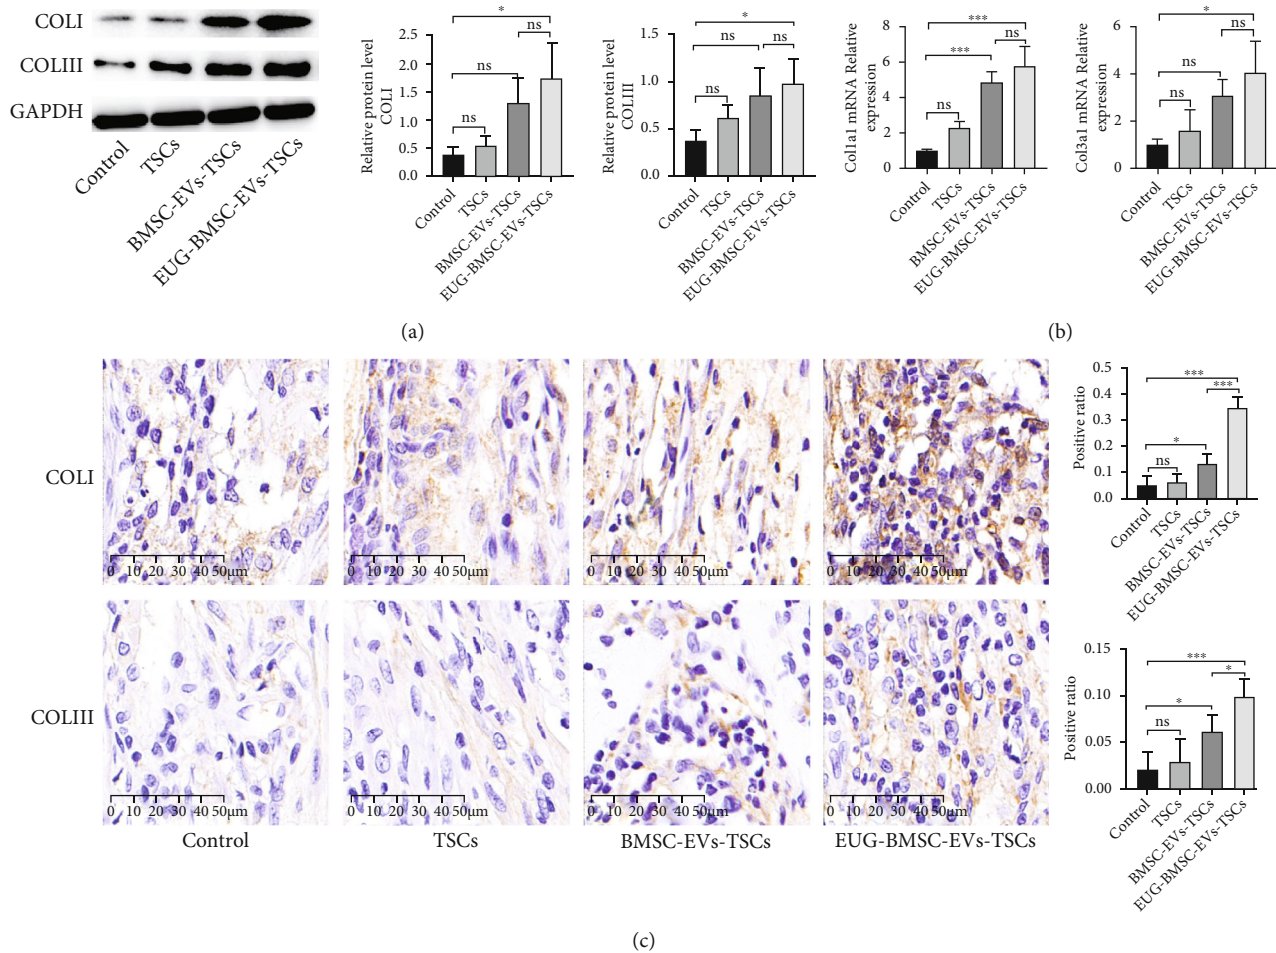 COLI
COLIII
GAPDH
Control
TSCs
BMSC-EVs-TSCs
EUG-BMSC-EVs-TSCs
Relative protein level
COLI
2.5
2.0
1.5
1.0
0.5
0.0
*
ns
ns
ns
Control
TSCs
BMSC-EVs-TSCs
EUG-BMSC-EVs-TSCs
Relative protein level
COLIII
1.5
1.0
0.5
0.0
*
ns
ns
ns
Control
TSCs
BMSC-EVs-TSCs
EUG-BMSC-EVs-TSCs
(a)
Col1a1 mRNA Relative
expression
8
6
4
2
0
***
***
ns
ns
Control
TSCs
BMSC-EVs-TSCs
EUG-BMSC-EVs-TSCs
Col3a1 mRNA Relative
expression
6
4
2
0
*
ns
ns
ns
Control
TSCs
BMSC-EVs-TSCs
EUG-BMSC-EVs-TSCs
(b)
COLI
0 10 20 30 40 50μm
0 10 20 30 40 50μm
0 10 20 30 40 50μm
0 10 20 30 40 50μm
Positive ratio
0.5
0.4
0.3
0.2
0.1
0.0
***
***
*
ns
Control
TSCs
BMSC-EVs-TSCs
EUG-BMSC-EVs-TSCs
COLIII
0 10 20 30 40 50μm
0 10 20 30 40 50μm
0 10 20 30 40 50μm
0 10 20 30 40 50μm
Control
TSCs
BMSC-EVs-TSCs
EUG-BMSC-EVs-TSCs
Positive ratio
0.15
0.10
0.05
0.00
***
*
*
ns
Control
TSCs
BMSC-EVs-TSCs
EUG-BMSC-EVs-TSCs
(c)